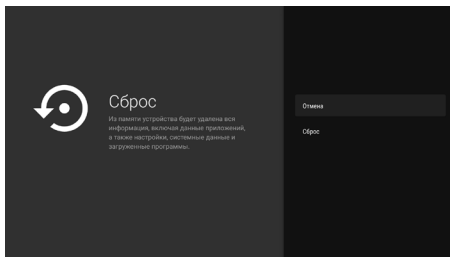 Сброс
Из памяти устройства будет удалена вся
информация, включая данные приложений,
а также настройки, системные данные и
загруженные программы.
Отмена
Сброс